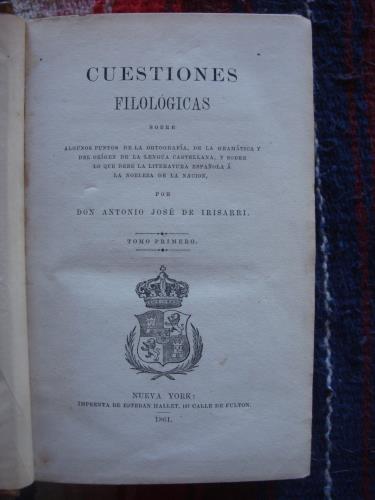 CUESTIONES
FILOLÓGICAS
SOBRE
ALGUNOS PUNTOS DE LA ORTOGRAFÍA, DE LA GRAMÁTICA Y
DEL ORÍGEN DE LA LENGUA CASTELLANA, Y SOBRE
LO QUE DEBE LA LITERATURA ESPAÑOLA Á
LA NOBLEZA DE LA NACION,
POR
DON ANTONIO JOSÉ DE IRISARRI.
TOMO PRIMERO.
NUEVA YORK:
IMPRENTA DE ESTEBAN HALLET, 107 CALLE DE FULTON.
1861.